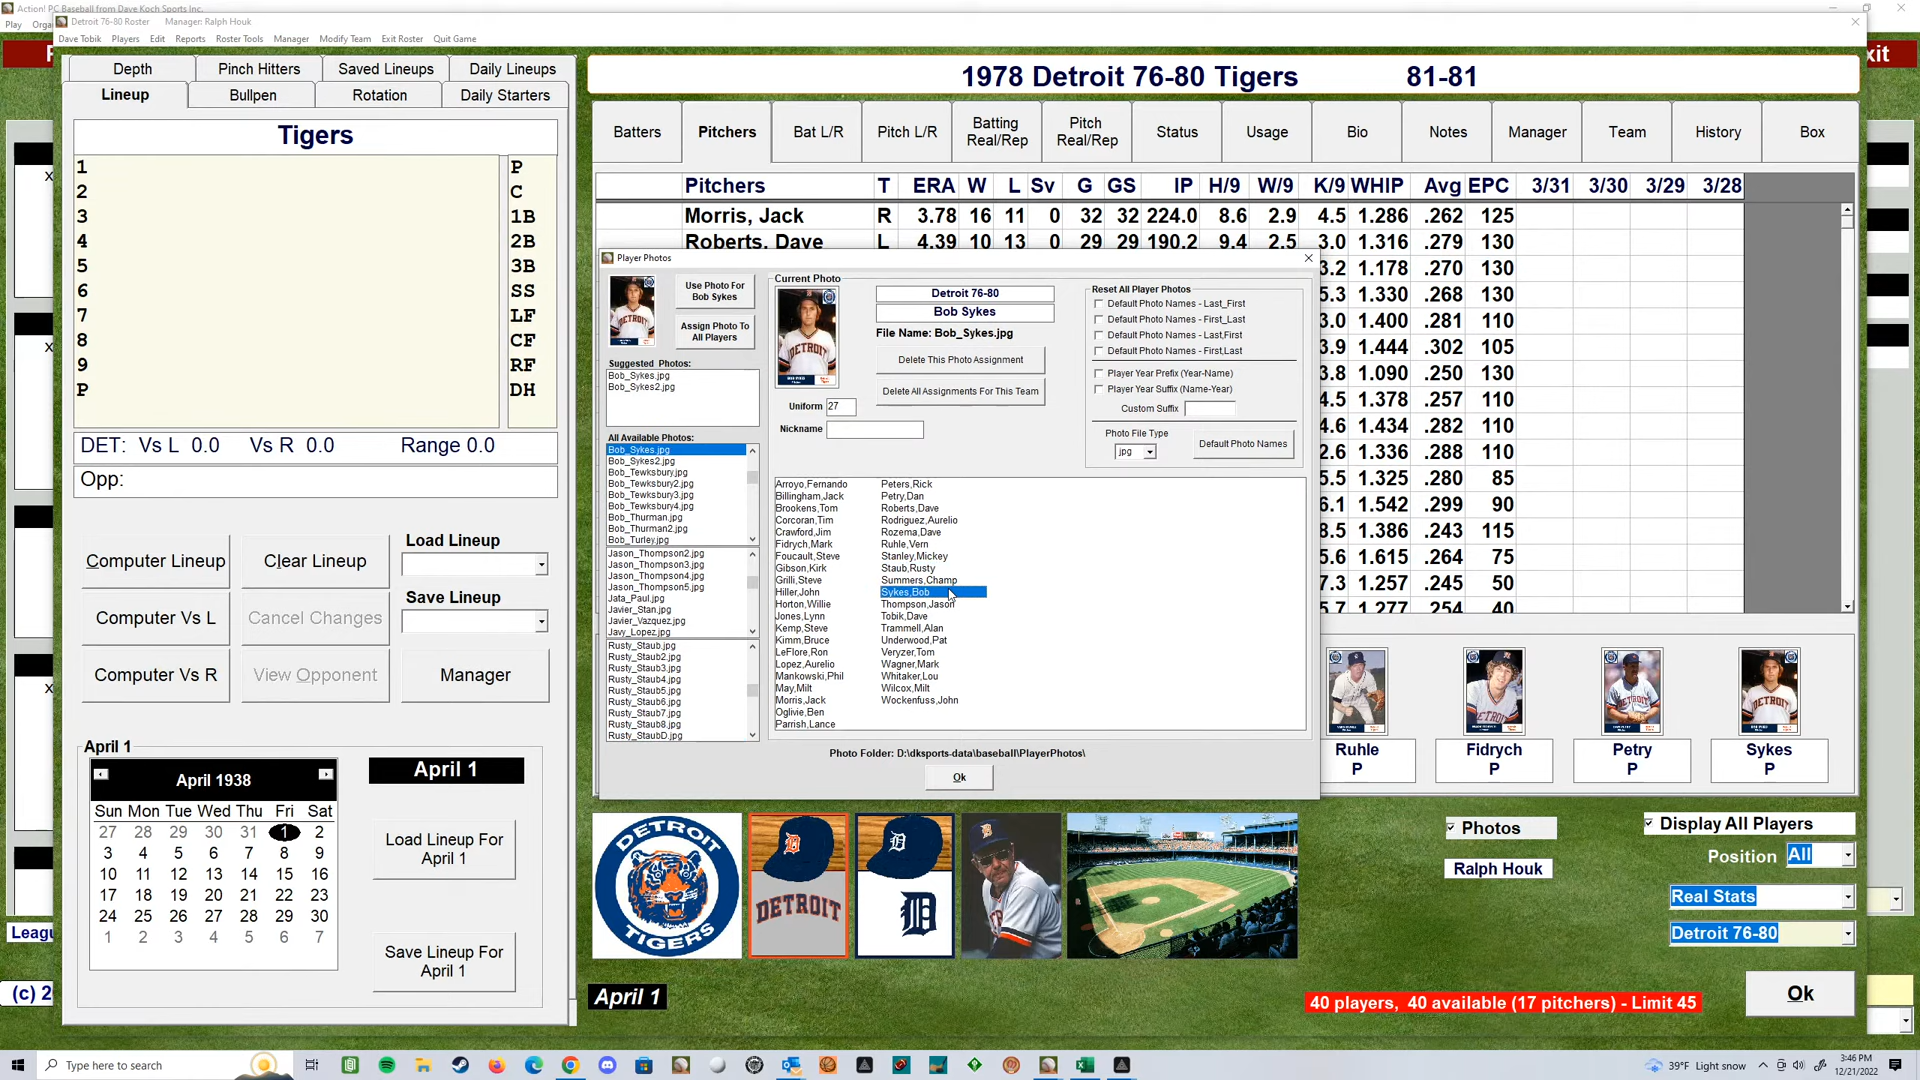 Action! PC Baseball from Dave Koch Sports Inc.
Play
Detroit 76-80 Roster Manager: Ralph Houk
Dave Tobik Players Edit Reports Roster Tools Manager Modify Team Exit Roster Quit Game
Depth Pinch Hitters Saved Lineups Daily Lineups
Lineup Bullpen Rotation Daily Starters
Tigers
1 P
2 C
3 1B
4 2B
5 3B
6 SS
7 LF
8 CF
9 RF
P DH
DET: Vs L 0.0 Vs R 0.0 Range 0.0
Opp:
Computer Lineup Clear Lineup Load Lineup
Computer Vs L Cancel Changes Save Lineup
Computer Vs R View Opponent Manager
April 1
April 1938
Sun Mon Tue Wed Thu Fri Sat
27 28 29 30 31 1 2
3 4 5 6 7 8 9
10 11 12 13 14 15 16
17 18 19 20 21 22 23
24 25 26 27 28 29 30
1 2 3 4 5 6 7
April 1
Load Lineup For
April 1
Save Lineup For
April 1
1978 Detroit 76-80 Tigers 81-81
xit
Batters Pitchers Bat L/R Pitch L/R Batting Real/Rep Pitch Real/Rep Status Usage Bio Notes Manager Team History Box
Pitchers T ERA W L Sv G GS IP H/9 W/9 K/9 WHIP Avg EPC 3/31 3/30 3/29 3/28
Morris, Jack R 3.78 16 11 0 32 32 224.0 8.6 2.9 4.5 1.286 .262 125
Roberts, Dave L 4.39 10 13 0 29 29 190.2 9.4 2.5 3.0 1.316 .279 130
3.2 1.178 .270 130
5.3 1.330 .268 130
3.0 1.400 .281 110
3.9 1.444 .302 105
3.8 1.090 .250 130
4.5 1.378 .257 110
4.6 1.434 .282 110
2.6 1.336 .288 110
3.5 1.325 .280 85
6.1 1.542 .299 90
8.5 1.386 .243 115
5.6 1.615 .264 75
7.3 1.257 .245 50
5.7 1.277 .254 40
Player Photos
Use Photo For
Bob Sykes
Assign Photo To
All Players
Suggested Photos:
Bob_Sykes.jpg
Bob_Sykes2.jpg
All Available Photos:
Bob_Sykes.jpg
Bob_Sykes2.jpg
Bob_Tewksbury.jpg
Bob_Tewksbury2.jpg
Bob_Tewksbury3.jpg
Bob_Tewksbury4.jpg
Bob_Thurman.jpg
Bob_Thurman2.jpg
Bob_Turley.jpg
Jason_Thompson2.jpg
Jason_Thompson3.jpg
Jason_Thompson4.jpg
Jason_Thompson5.jpg
Jata_Paul.jpg
Javier_Stan.jpg
Javier_Vazquez.jpg
Javy_Lopez.jpg
Rusty_Staub.jpg
Rusty_Staub2.jpg
Rusty_Staub3.jpg
Rusty_Staub4.jpg
Rusty_Staub5.jpg
Rusty_Staub6.jpg
Rusty_Staub7.jpg
Rusty_Staub8.jpg
Rusty_StaubD.jpg
Current Photo
Detroit 76-80
Bob Sykes
File Name: Bob_Sykes.jpg
Delete This Photo Assignment
Delete All Assignments For This Team
Uniform 27
Nickname
Reset All Player Photos
Default Photo Names - Last_First
Default Photo Names - First_Last
Default Photo Names - Last,First
Default Photo Names - First,Last
Player Year Prefix (Year-Name)
Player Year Suffix (Name-Year)
Custom Suffix
Photo File Type
jpg
Default Photo Names
Arroyo,Fernando Peters,Rick
Billingham,Jack Petry,Dan
Brookens,Tom Roberts,Dave
Corcoran,Tim Rodriguez,Aurelio
Crawford,Jim Rozema,Dave
Fidrych,Mark Ruhle,Vern
Foucault,Steve Stanley,Mickey
Gibson,Kirk Staub,Rusty
Grilli,Steve Summers,Champ
Hiller,John Sykes,Bob
Horton,Willie Thompson,Jason
Jones,Lynn Tobik,Dave
Kemp,Steve Trammell,Alan
Kimm,Bruce Underwood,Pat
LeFlore,Ron Veryzer,Tom
Lopez,Aurelio Wagner,Mark
Mankowski,Phil Whitaker,Lou
May,Milt Wilcox,Milt
Morris,Jack Wockenfuss,John
Oglivie,Ben
Parrish,Lance
Photo Folder: D:\dksports-data\baseball\PlayerPhotos\
Ok
Ruhle P
Fidrych P
Petry P
Sykes P
DETROIT
TIGERS
DETROIT
April 1
Photos
Ralph Houk
Display All Players
Position All
Real Stats
Detroit 76-80
40 players, 40 available (17 pitchers) - Limit 45
Ok
Leagu
(c) 2
Type here to search
39°F Light snow
3:46 PM
12/21/2022